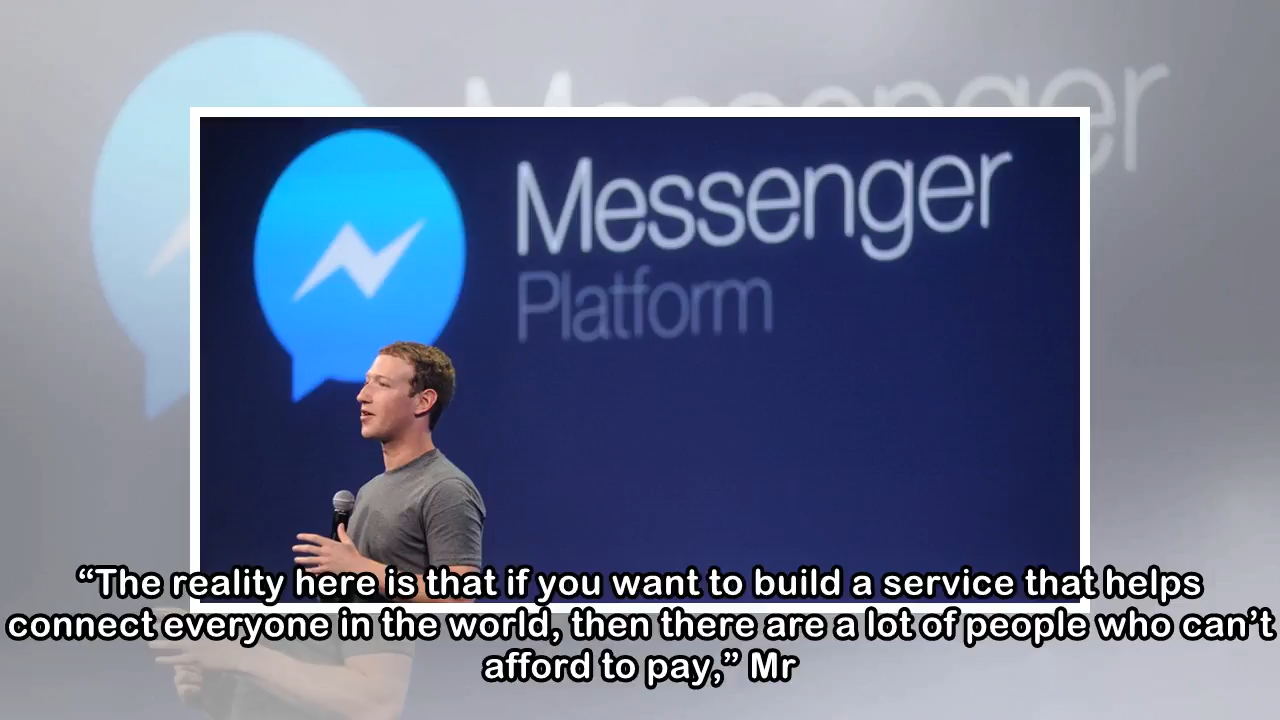 Messenger
Messenger
Platform
“The reality here is that if you want to build a service that helps
connect everyone in the world, then there are a lot of people who can’t
afford to pay,” Mr